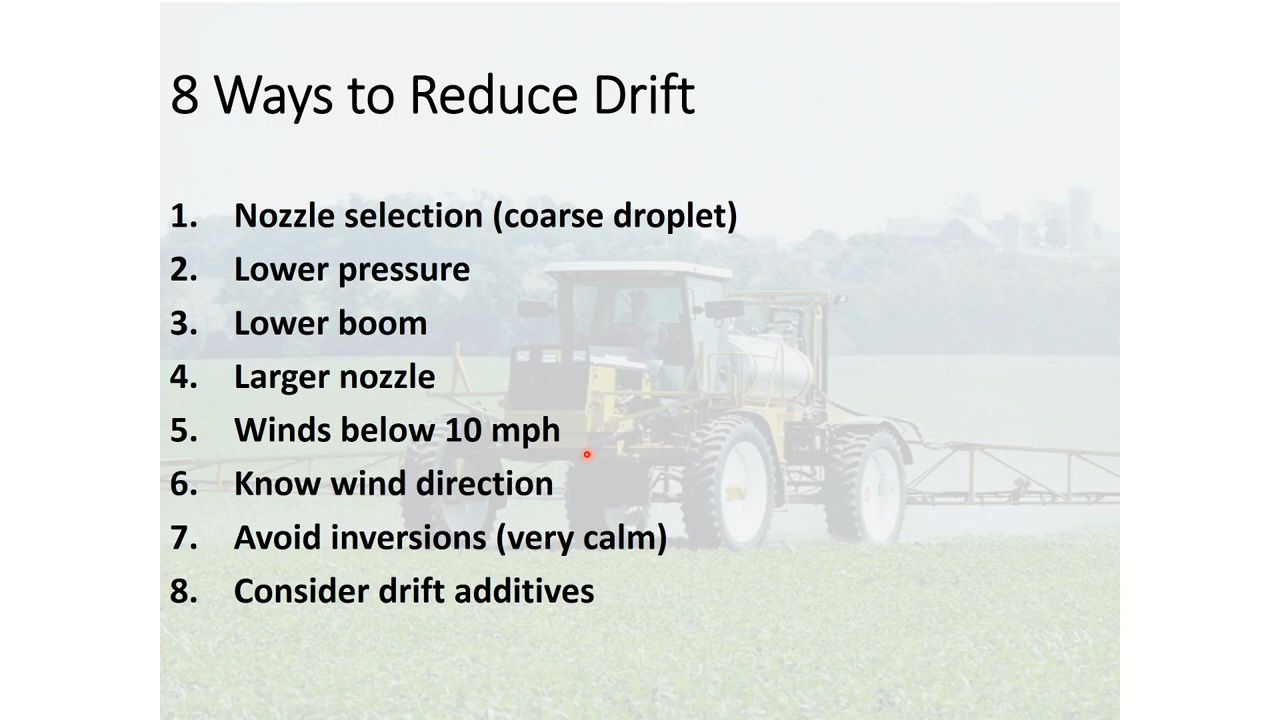 8 Ways to Reduce Drift
1. Nozzle selection (coarse droplet)
2. Lower pressure
3. Lower boom
4. Larger nozzle
5. Winds below 10 mph
6. Know wind direction
7. Avoid inversions (very calm)
8. Consider drift additives